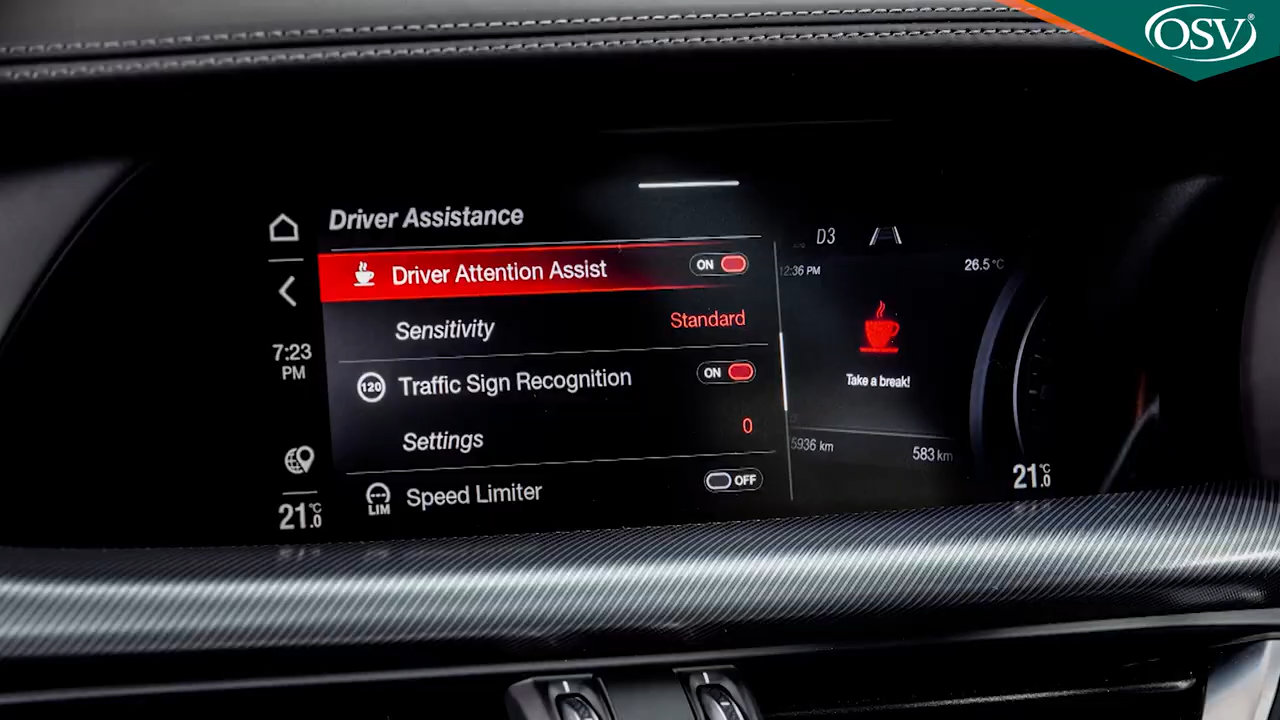 OSV®
Driver Assistance
Driver Attention Assist ON
Sensitivity Standard
120 Traffic Sign Recognition ON
Settings 0
LIM Speed Limiter OFF
7:23
PM
21.0°C
D3
12:36 PM 26.5°C
Take a break!
5936 km 583 km
21.0°C